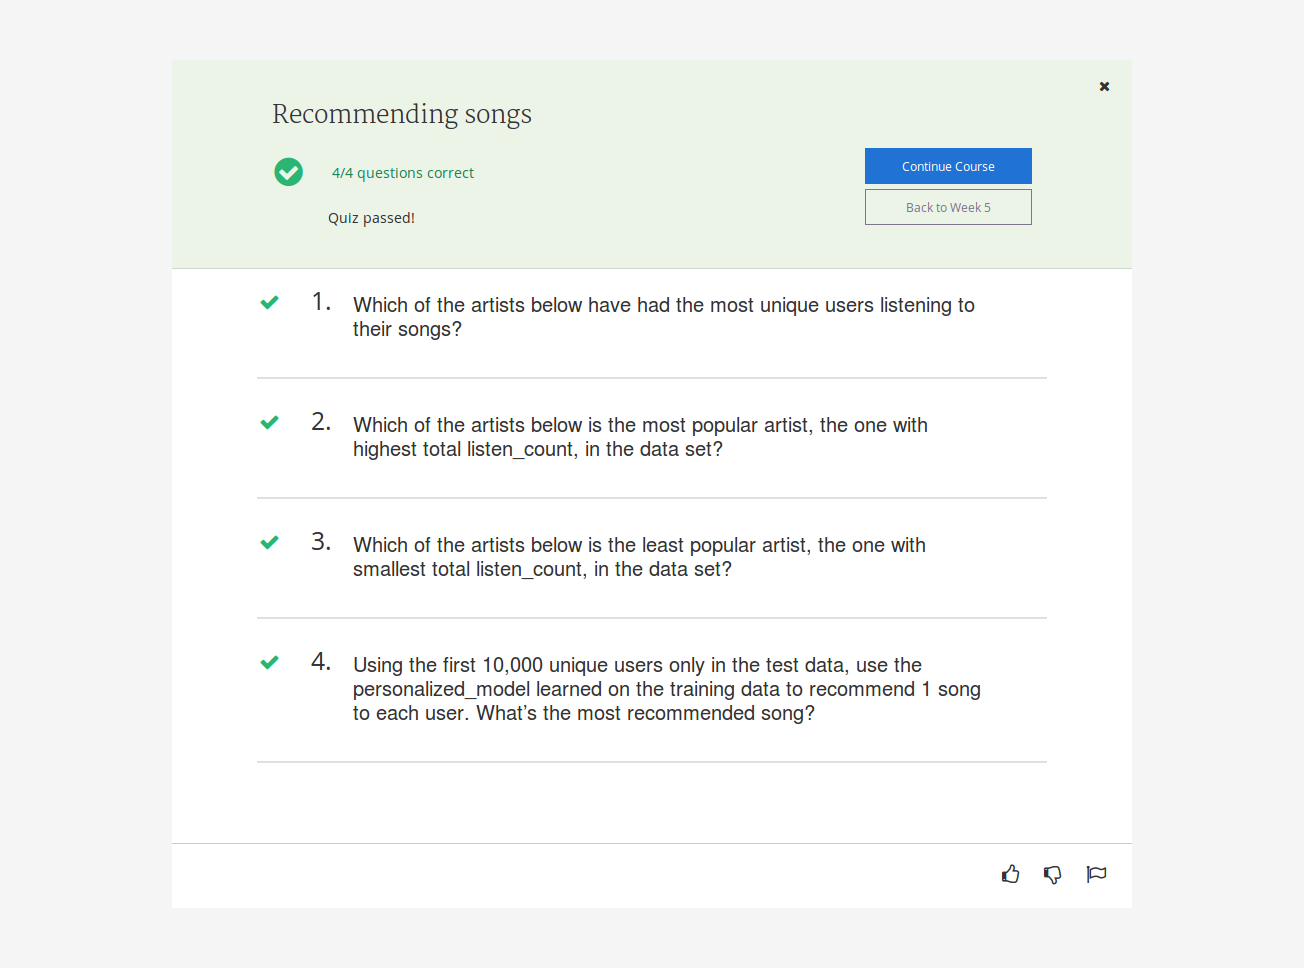 Recommending songs
4/4 questions correct
Quiz passed!
Continue Course
Back to Week 5
1. Which of the artists below have had the most unique users listening to
their songs?
2. Which of the artists below is the most popular artist, the one with
highest total listen_count, in the data set?
3. Which of the artists below is the least popular artist, the one with
smallest total listen_count, in the data set?
4. Using the first 10,000 unique users only in the test data, use the
personalized_model learned on the training data to recommend 1 song
to each user. What’s the most recommended song?